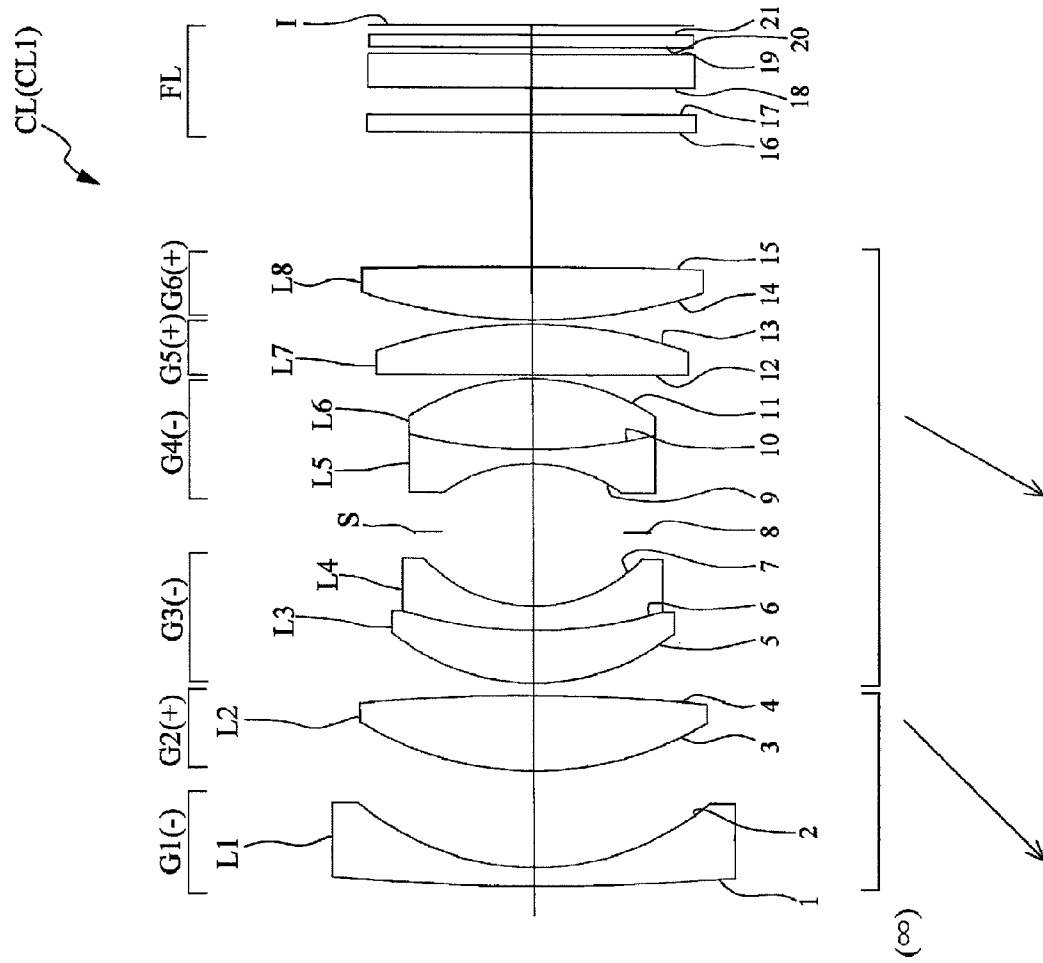 CL(CL1)
G1(-) G2(+) G3(-) G4(-) G5(+) G6(+) FL
L1 L2 L3 L4 S L5 L6 L7 L8 I
1 2 3 4 5 6 7 8 9 10 11 12 13 14 15 16 17 18 19 20 21
(∞)